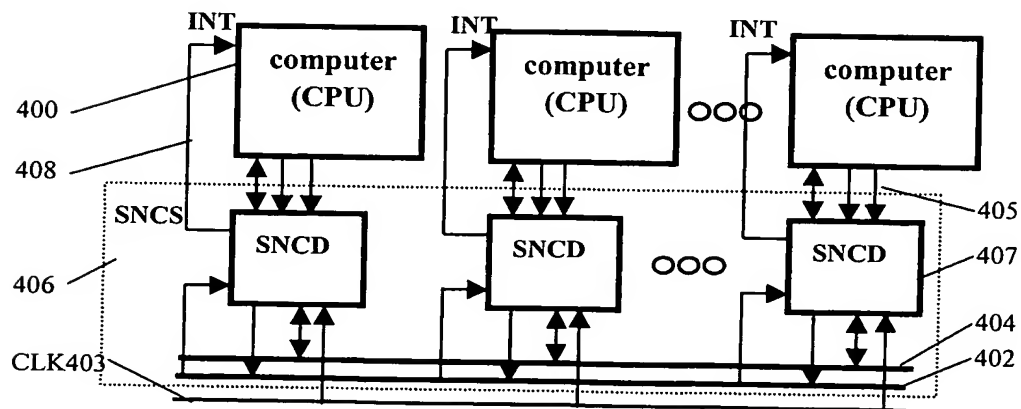 INT
INT
INT
computer
(CPU)
computer
(CPU)
computer
(CPU)
400
408
405
SNCS
SNCD
SNCD
SNCD
407
406
404
402
CLK403